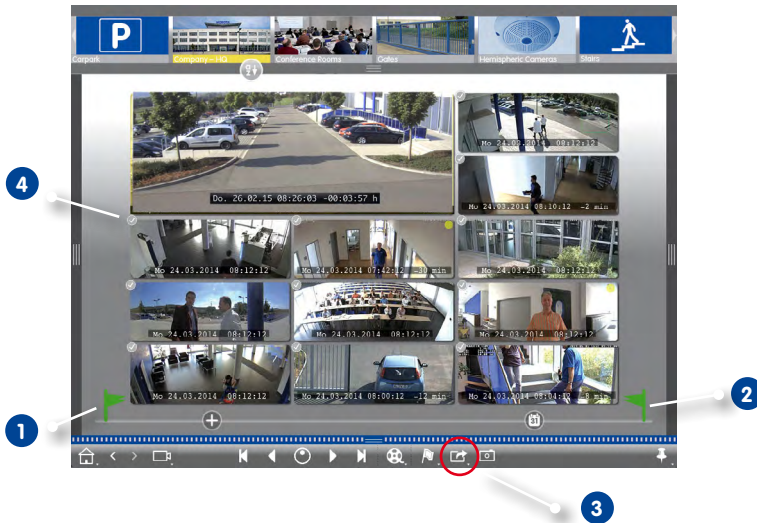 P
Carpark
Company – HQ
Conference Rooms
Gates
Hemispheric Cameras
Stairs
Do. 26.02.15 08:26:03 -00:03:57 h
Mo 24.03.2014 08:12:12
Mo 24.03.2014 08:10:12 -2 min
Mo 24.03.2014 08:12:12
Mo 24.03.2014 07:42:12 -30 min
Mo 24.03.2014 08:12:12
Mo 24.03.2014 08:12:12
Mo 24.03.2014 08:12:12
Mo 24.03.2014 08:12:12
Mo 24.03.2014 08:12:12
Mo 24.03.2014 08:00:12 -12 min
Mo 24.03.2014 08:04:12 -8 min
31
4
1
2
3